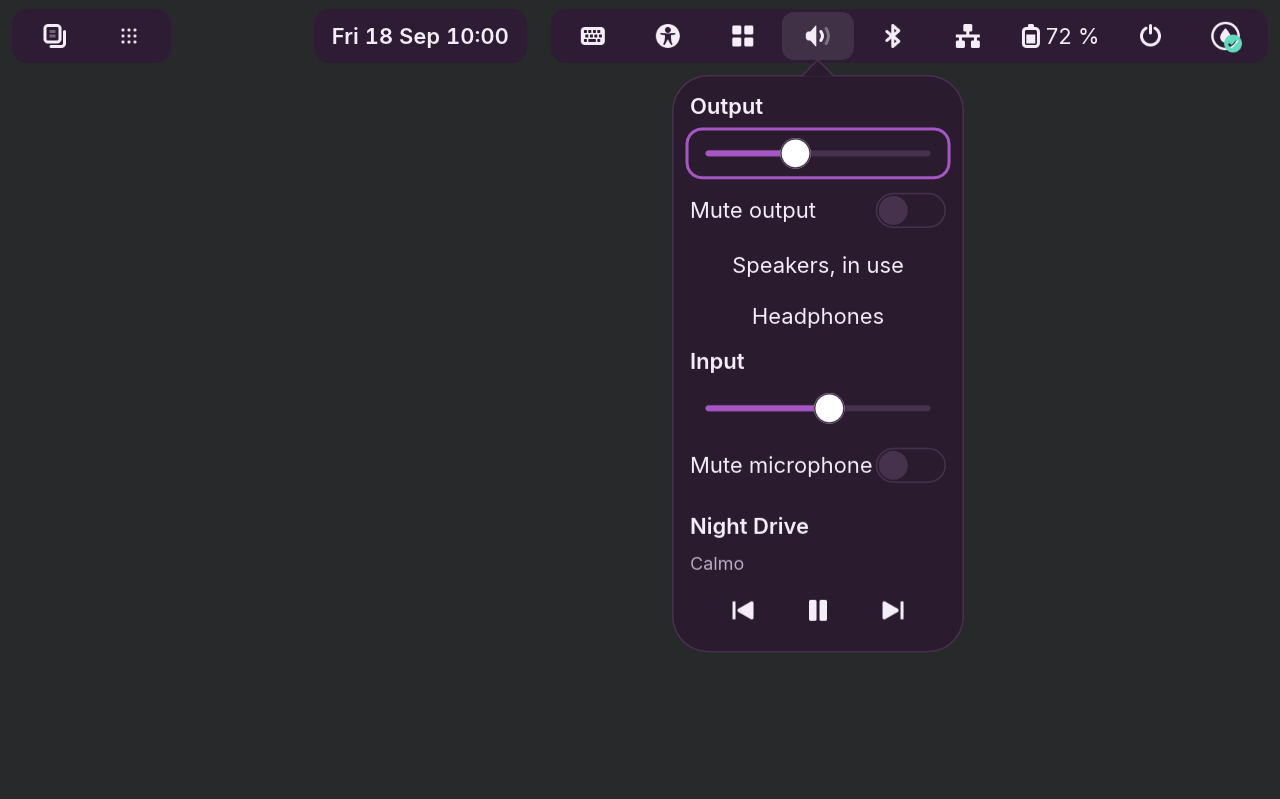 Fri 18 Sep 10:00
72 %
Output
Mute output
Speakers, in use
Headphones
Input
Mute microphone
Night Drive
Calmo